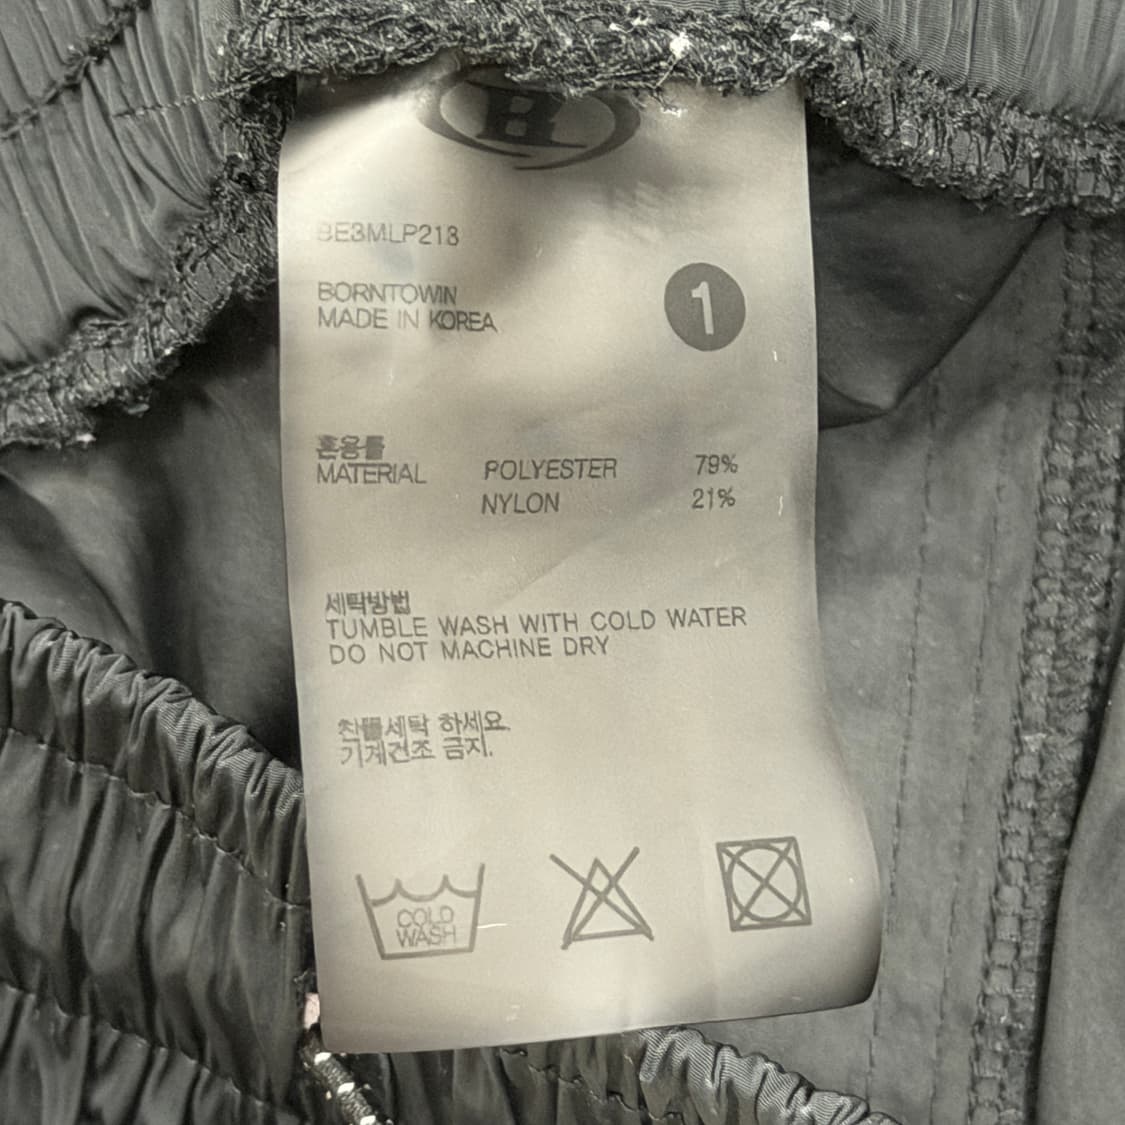 B
BE3MLP218
BORNTOWIN
MADE IN KOREA
1
혼용률
MATERIAL POLYESTER 79%
NYLON 21%
세탁방법
TUMBLE WASH WITH COLD WATER
DO NOT MACHINE DRY
찬물세탁 하세요.
기계건조 금지.
COLD
WASH